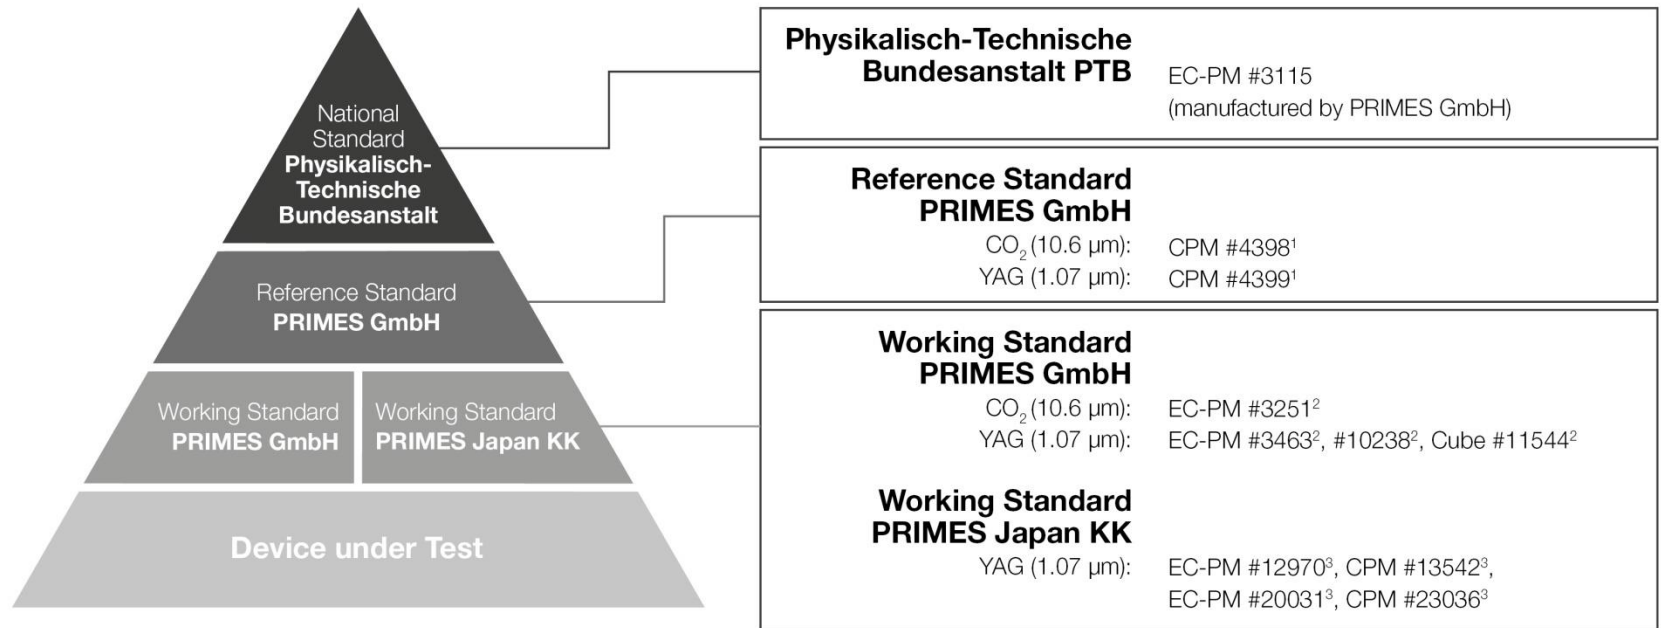 National
Standard
Physikalisch-
Technische
Bundesanstalt
Reference Standard
PRIMES GmbH
Working Standard
PRIMES GmbH
Working Standard
PRIMES Japan KK
Device under Test
Physikalisch-Technische
Bundesanstalt PTB
EC-PM #3115
(manufactured by PRIMES GmbH)
Reference Standard
PRIMES GmbH
CO₂ (10.6 µm): CPM #4398¹
YAG (1.07 µm): CPM #4399¹
Working Standard
PRIMES GmbH
CO₂ (10.6 µm): EC-PM #3251²
YAG (1.07 µm): EC-PM #3463², #10238², Cube #11544²
Working Standard
PRIMES Japan KK
YAG (1.07 µm): EC-PM #12970³, CPM #13542³,
EC-PM #20031³, CPM #23036³